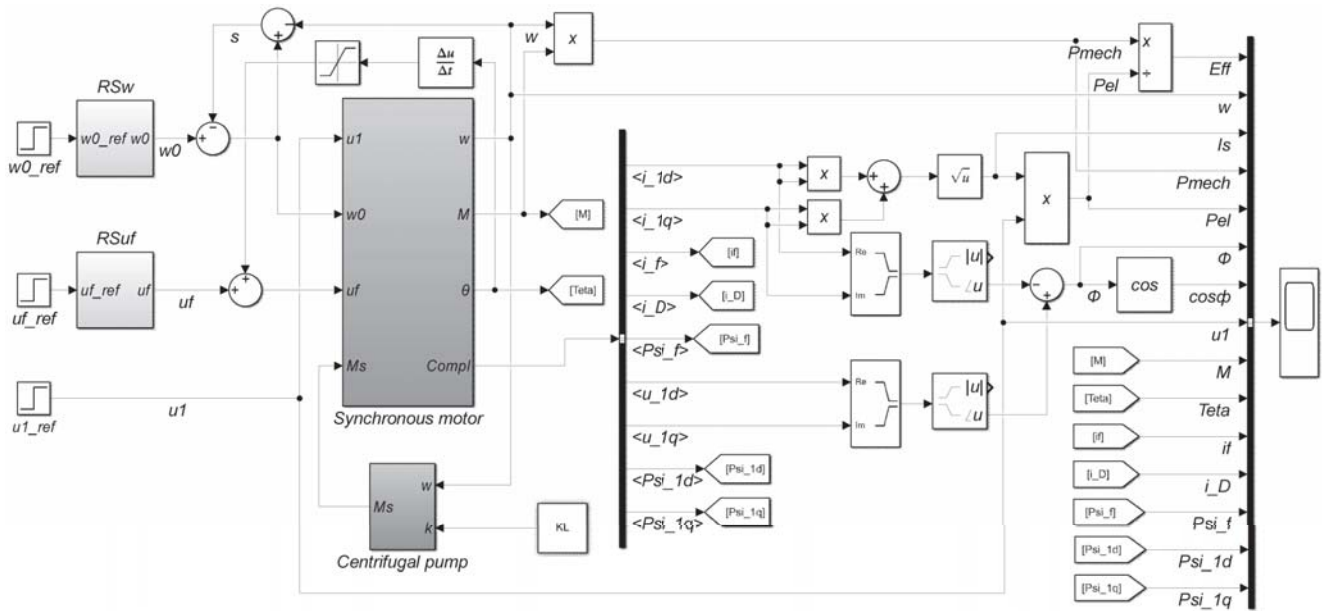 s
w
x
x
÷
Pmech
Pel
Eff
w
Is
Pmech
Pel
Φ
cosϕ
u1
M
Teta
if
i_D
Psi_f
Psi_1d
Psi_1q
Δu
Δt
RSw
w0_ref w0
w0
w0_ref
RSuf
uf_ref uf
uf
uf_ref
u1
u1_ref
u1
w0
uf
Ms
w
M
θ
Compl
Synchronous motor
[M]
[Teta]
Ms
w
k
Centrifugal pump
KL
<i_1d>
<i_1q>
<i_f>
<i_D>
<Psi_f>
<u_1d>
<u_1q>
<Psi_1d>
<Psi_1q>
[if]
[i_D]
[Psi_f]
[Psi_1d]
[Psi_1q]
x
x
√u
x
Re
Im
|u|
∠u
Re
Im
|u|
∠u
Φ
cos
[M]
[Teta]
[if]
[i_D]
[Psi_f]
[Psi_1d]
[Psi_1q]